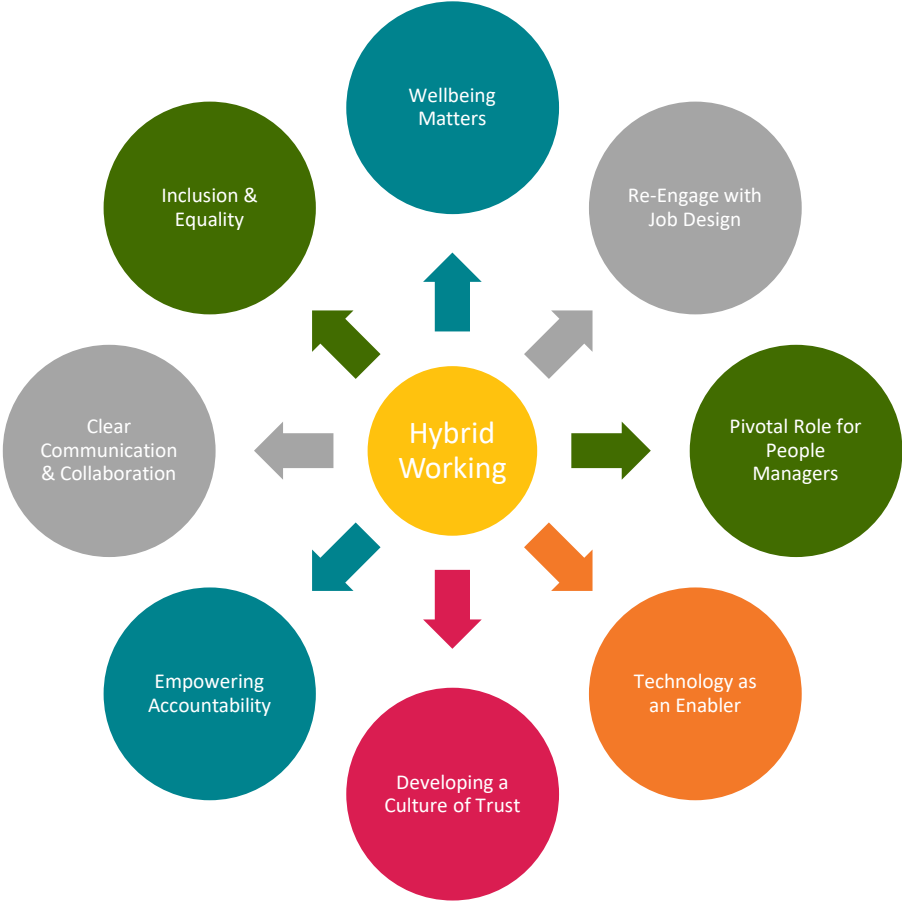 Wellbeing
Matters
Re-Engage with
Job Design
Pivotal Role for
People
Managers
Technology as
an Enabler
Developing a
Culture of Trust
Empowering
Accountability
Clear
Communication
& Collaboration
Inclusion &
Equality
Hybrid
Working